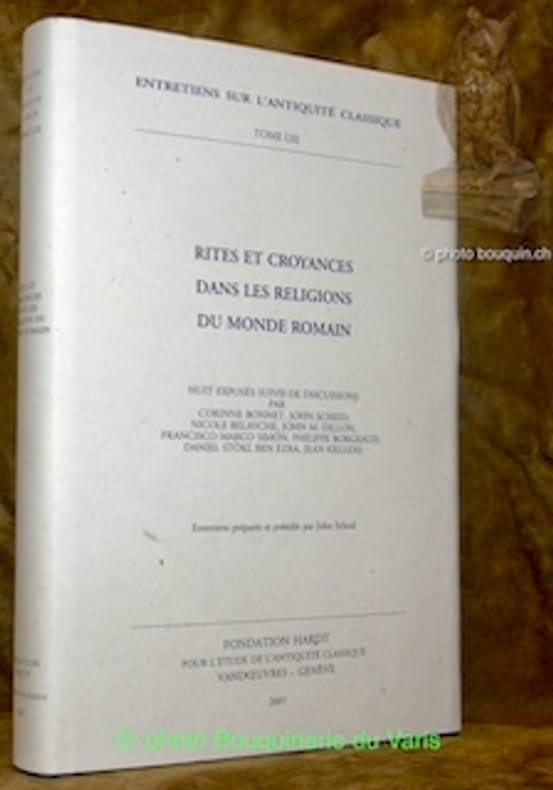 ENTRETIENS SUR L'ANTIQUITÉ CLASSIQUE
TOME LIII
© photo bouquin.ch
RITES ET CROYANCES
DANS LES RELIGIONS
DU MONDE ROMAIN
HUIT EXPOSÉS SUIVIS DE DISCUSSIONS
PAR
CORINNE BONNET, JOHN SCHEID,
NICOLE BELAYCHE, JOHN M. DILLON,
FRANCISCO MARCO SIMÓN, PHILIPPE BORGEAUD,
DANIEL STÖKL BEN EZRA, JEAN KELLENS
Entretiens préparés et présidés par John Scheid
FONDATION HARDT
POUR L'ÉTUDE DE L'ANTIQUITÉ CLASSIQUE
VANDŒUVRES – GENÈVE
2007
© photo Bouquinerie du Varis